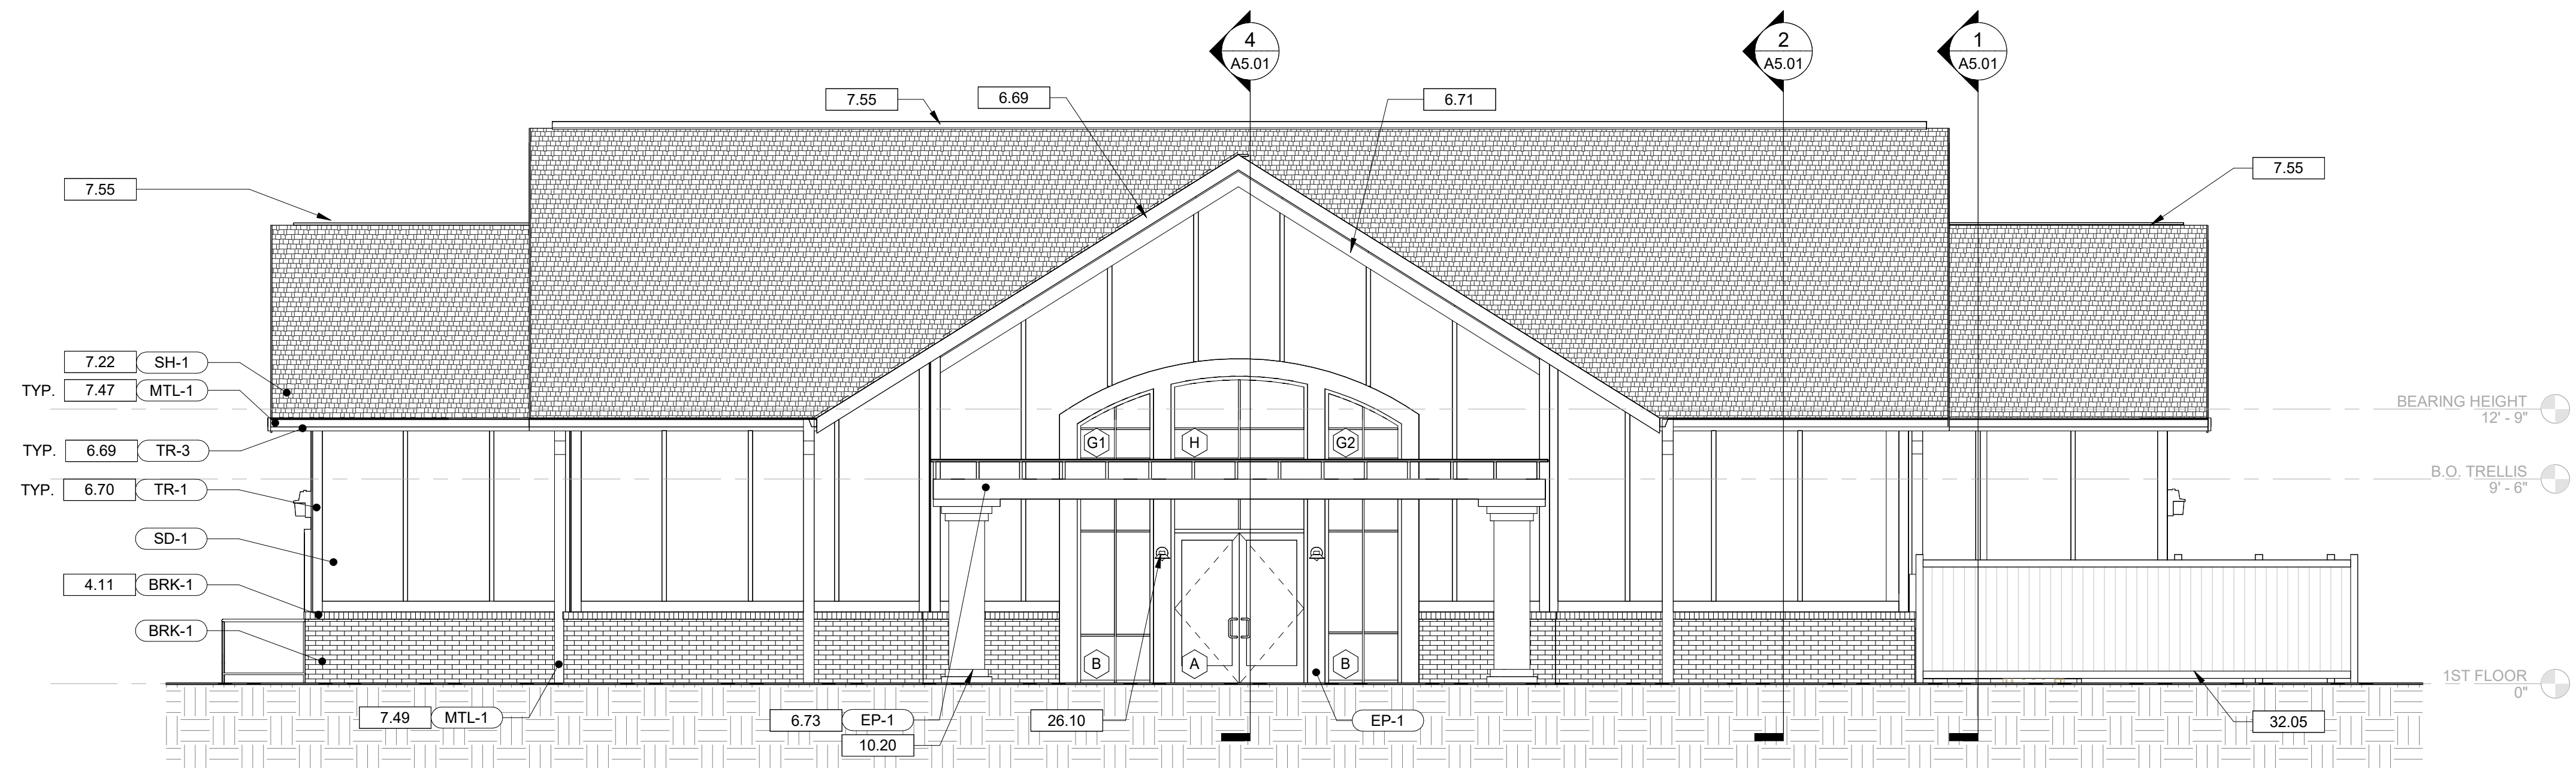 4
A5.01
2
A5.01
1
A5.01
7.55
6.69
6.71
7.55
7.55
7.22 SH-1
TYP. 7.47 MTL-1
BEARING HEIGHT
12' - 9"
G1 H G2
TYP. 6.69 TR-3
B.O. TRELLIS
9' - 6"
TYP. 6.70 TR-1
SD-1
4.11 BRK-1
BRK-1
B A B
1ST FLOOR
0"
7.49 MTL-1
6.73 EP-1
26.10
EP-1
32.05
10.20